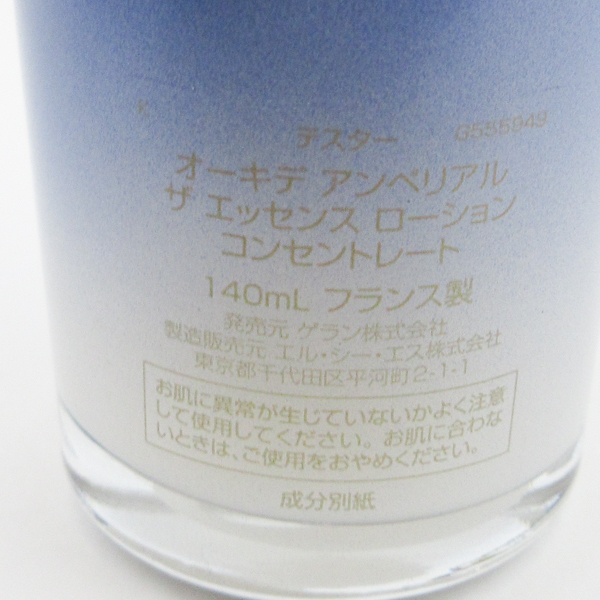 テスター G555949
オーキデ アンペリアル
ザ エッセンス ローション
コンセントレート
140mL フランス製
発売元 ゲラン株式会社
製造販売元 エル・シー・エス株式会社
東京都千代田区平河町2-1-1
お肌に異常が生じていないかよく注意
して使用してください。お肌に合わな
いときは、ご使用をおやめください。
成分別紙